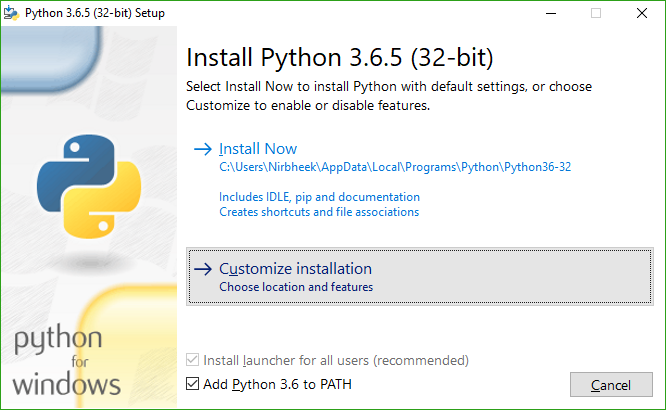 Python 3.6.5 (32-bit) Setup
Install Python 3.6.5 (32-bit)
Select Install Now to install Python with default settings, or choose
Customize to enable or disable features.
Install Now
C:\Users\Nirbheek\AppData\Local\Programs\Python\Python36-32
Includes IDLE, pip and documentation
Creates shortcuts and file associations
Customize installation
Choose location and features
python
for
windows
Install launcher for all users (recommended)
Add Python 3.6 to PATH
Cancel